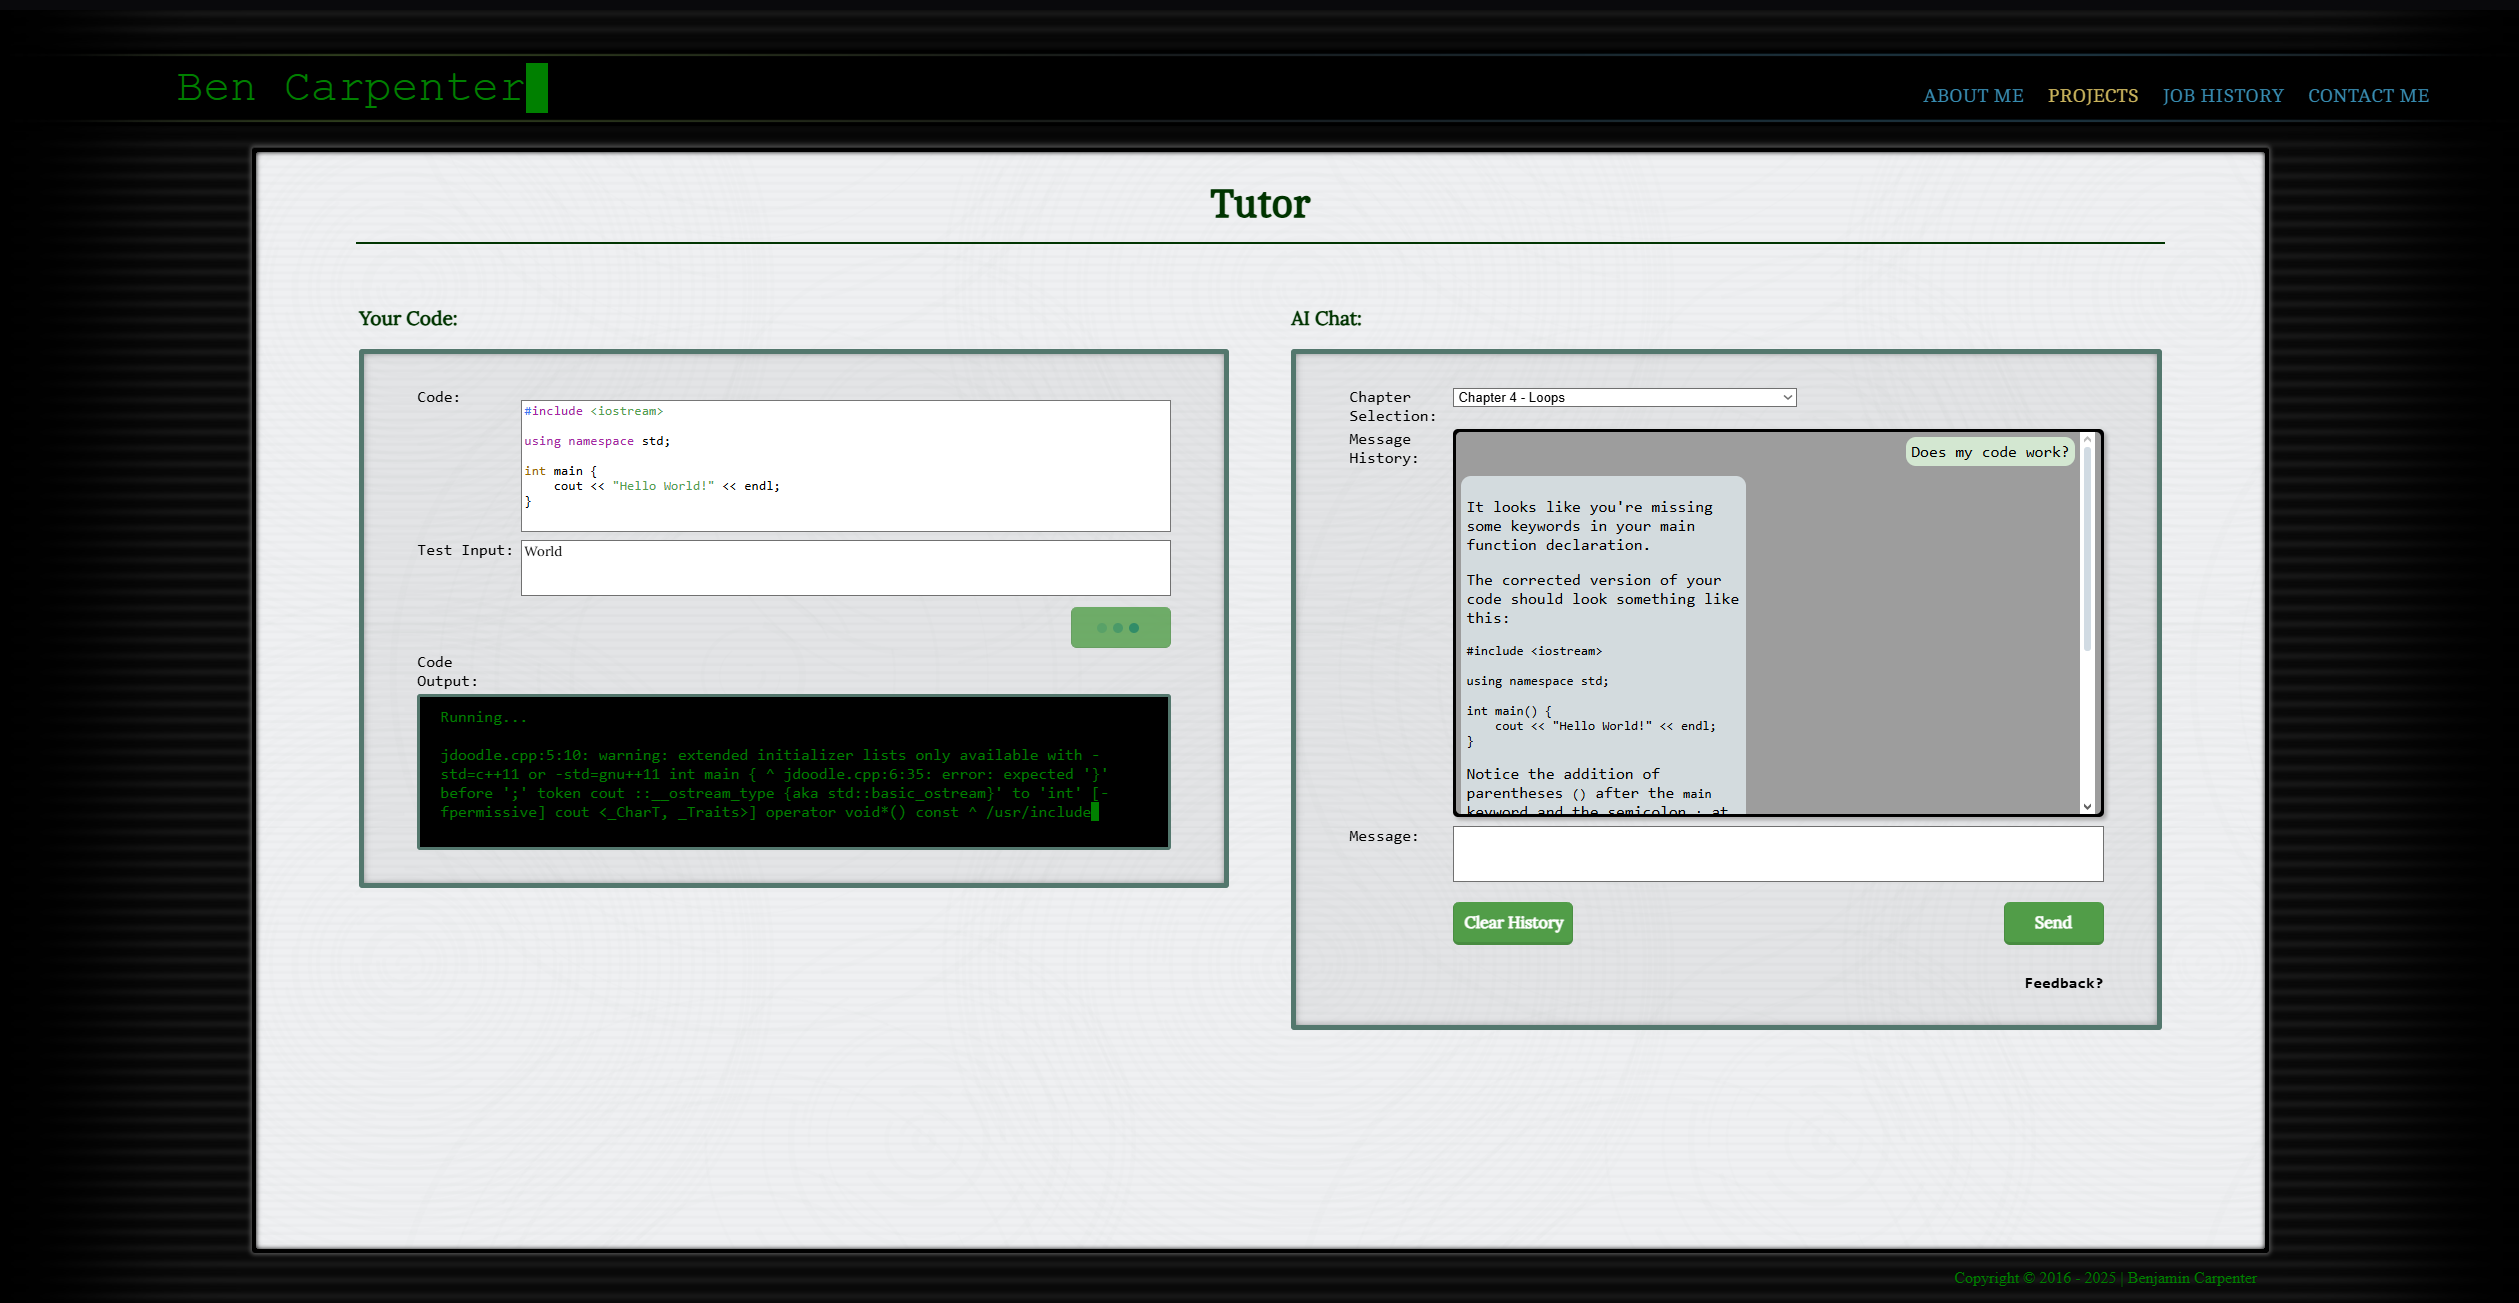 Ben Carpenter
ABOUT ME PROJECTS JOB HISTORY CONTACT ME
Tutor
Your Code:
Code:
#include <iostream>
using namespace std;
int main {
    cout << "Hello World!" << endl;
}
Test Input:
World
Code
Output:
Running...
jdoodle.cpp:5:10: warning: extended initializer lists only available with -
std=c++11 or -std=gnu++11 int main { ^ jdoodle.cpp:6:35: error: expected '}'
before ';' token cout ::__ostream_type {aka std::basic_ostream}' to 'int' [-
fpermissive] cout <_CharT, _Traits>] operator void*() const ^ /usr/include
AI Chat:
Chapter
Selection:
Chapter 4 - Loops
Message
History:
Does my code work?
It looks like you're missing
some keywords in your main
function declaration.
The corrected version of your
code should look something like
this:
#include <iostream>
using namespace std;
int main() {
    cout << "Hello World!" << endl;
}
Notice the addition of
parentheses () after the main
keyword and the semicolon ; at
Message:
Clear History
Send
Feedback?
Copyright © 2016 - 2025 | Benjamin Carpenter